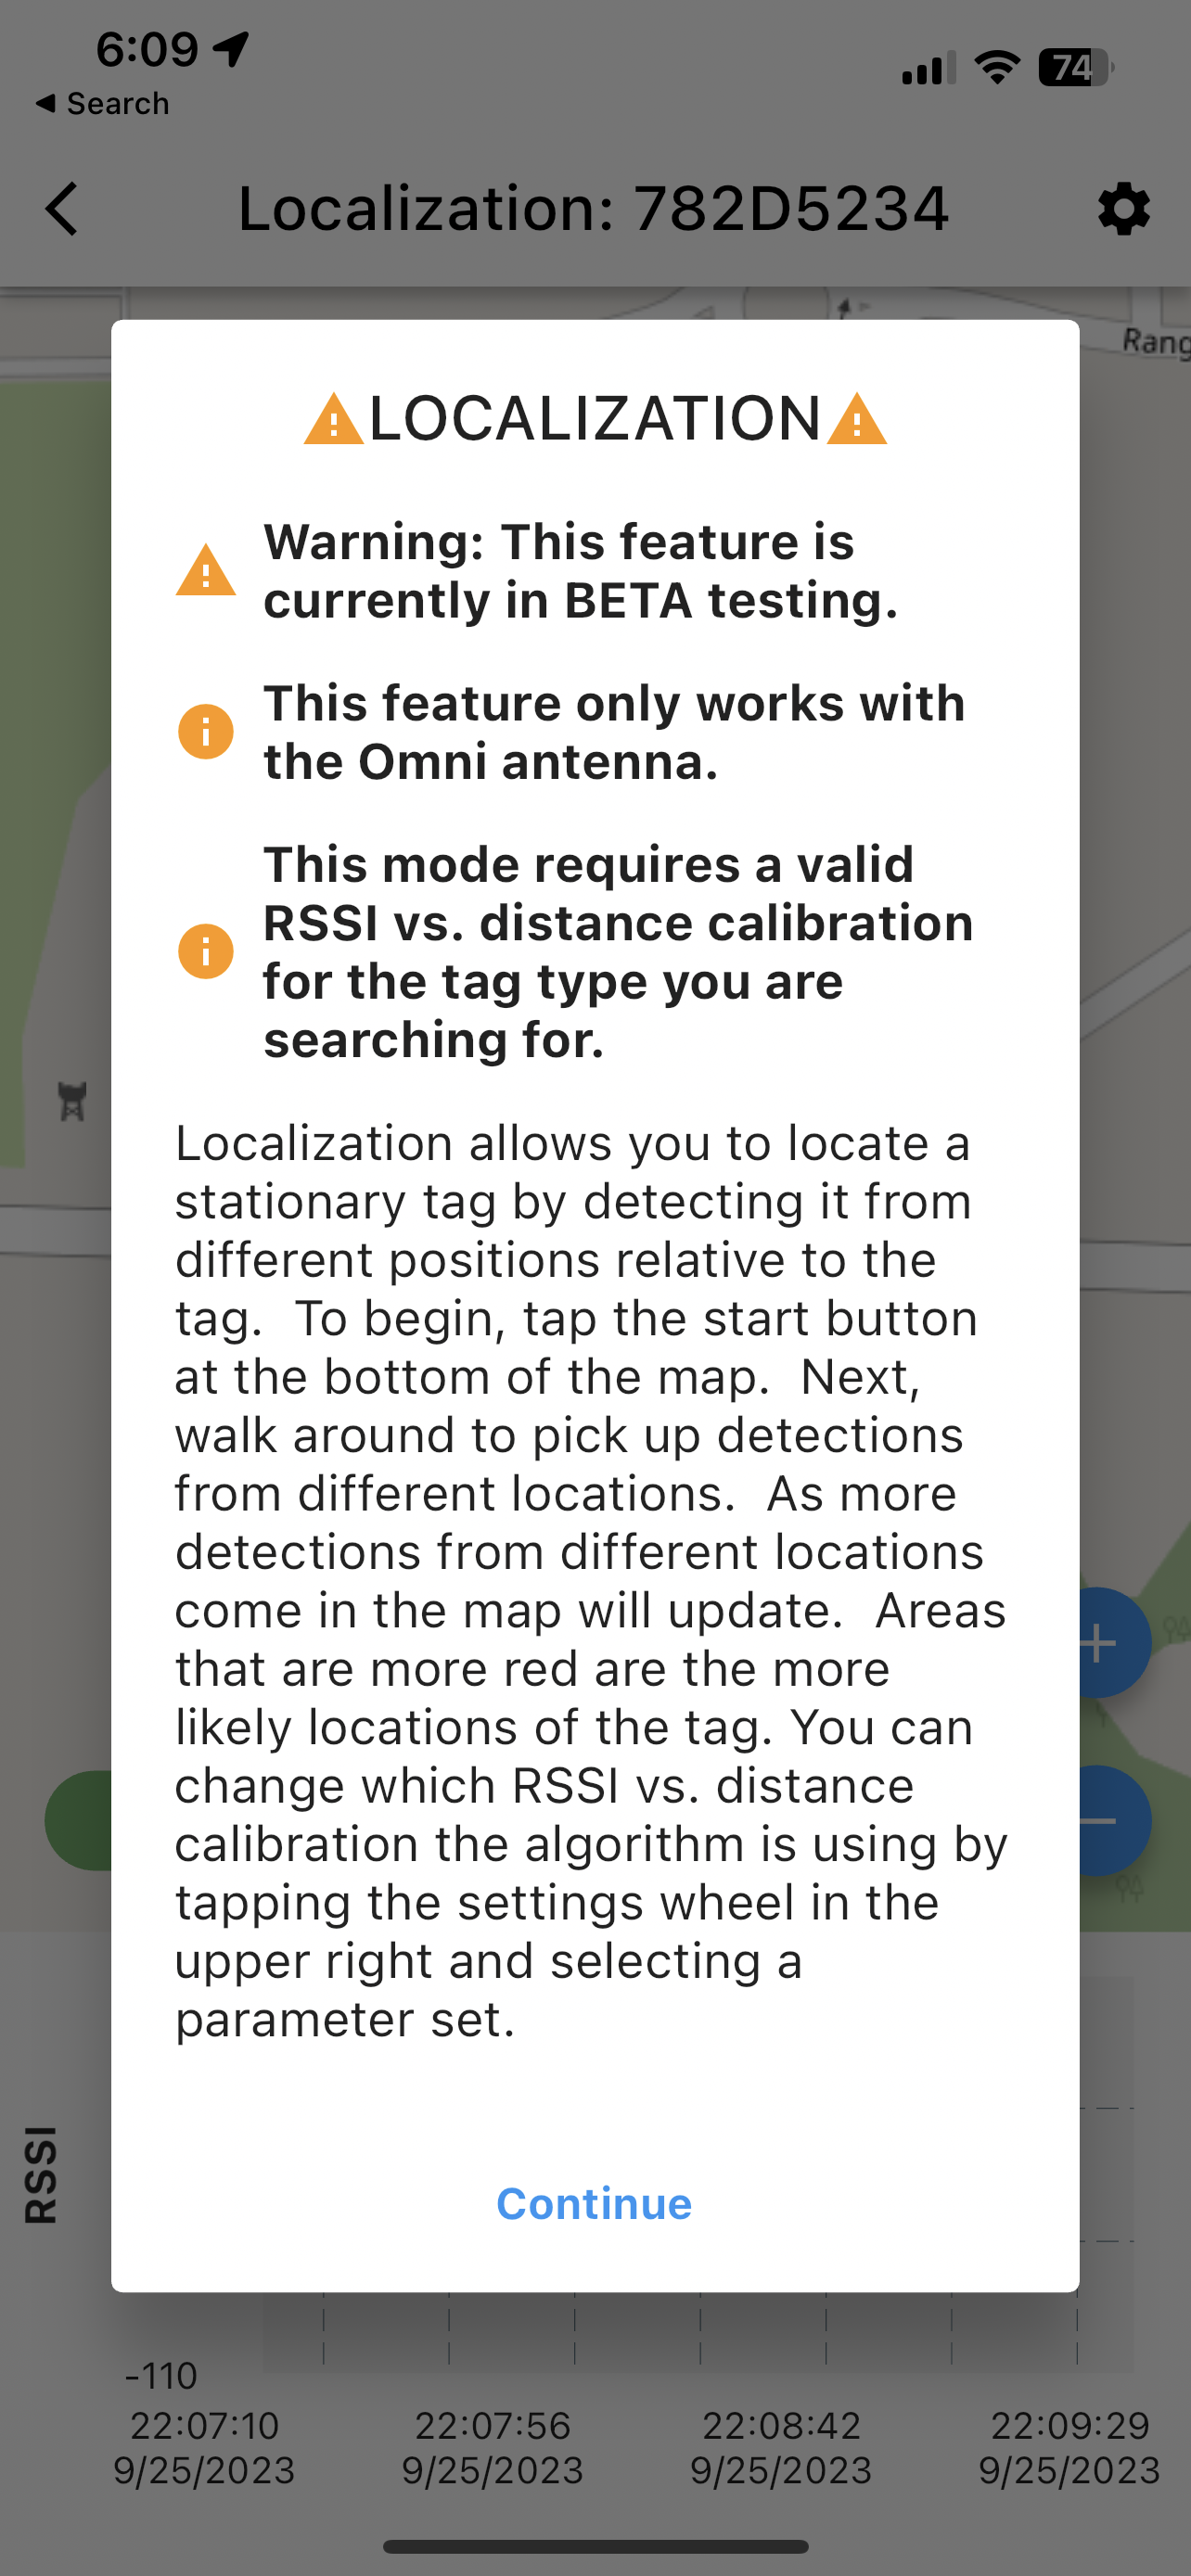 6:09
74
Search
Localization: 782D5234
LOCALIZATION
Warning: This feature is
currently in BETA testing.
This feature only works with
the Omni antenna.
This mode requires a valid
RSSI vs. distance calibration
for the tag type you are
searching for.
Localization allows you to locate a
stationary tag by detecting it from
different positions relative to the
tag.  To begin, tap the start button
at the bottom of the map.  Next,
walk around to pick up detections
from different locations.  As more
detections from different locations
come in the map will update.  Areas
that are more red are the more
likely locations of the tag. You can
change which RSSI vs. distance
calibration the algorithm is using by
tapping the settings wheel in the
upper right and selecting a
parameter set.
Continue
RSSI
-110
22:07:10 22:07:56 22:08:42 22:09:29
9/25/2023 9/25/2023 9/25/2023 9/25/2023